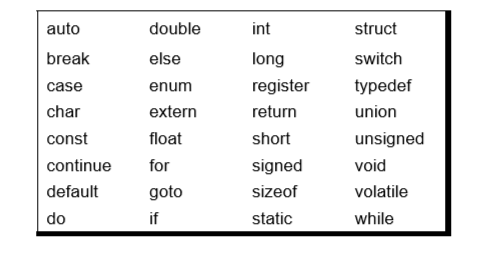 auto double int struct
break else long switch
case enum register typedef
char extern return union
const float short unsigned
continue for signed void
default goto sizeof volatile
do if static while